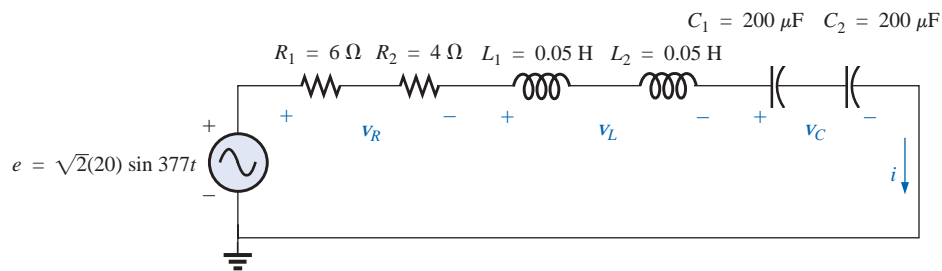 C₁ = 200 μF C₂ = 200 μF
R₁ = 6 Ω R₂ = 4 Ω L₁ = 0.05 H L₂ = 0.05 H
+ + − + − + −
v_R v_L v_C
e = √2(20) sin 377t
i
−